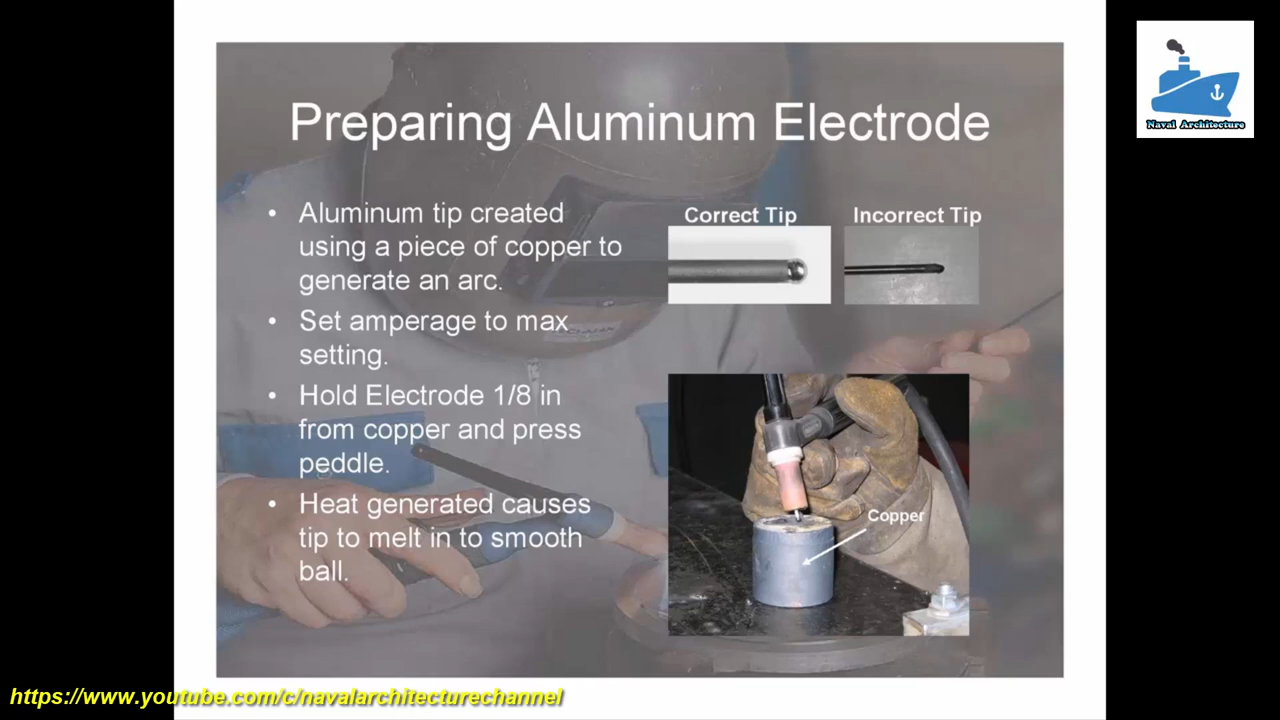 Naval Architecture
Preparing Aluminum Electrode
• Aluminum tip created
using a piece of copper to
generate an arc.
• Set amperage to max
setting.
• Hold Electrode 1/8 in
from copper and press
peddle.
• Heat generated causes
tip to melt in to smooth
ball.
Correct Tip
Incorrect Tip
Copper
https://www.youtube.com/c/navalarchitecturechannel